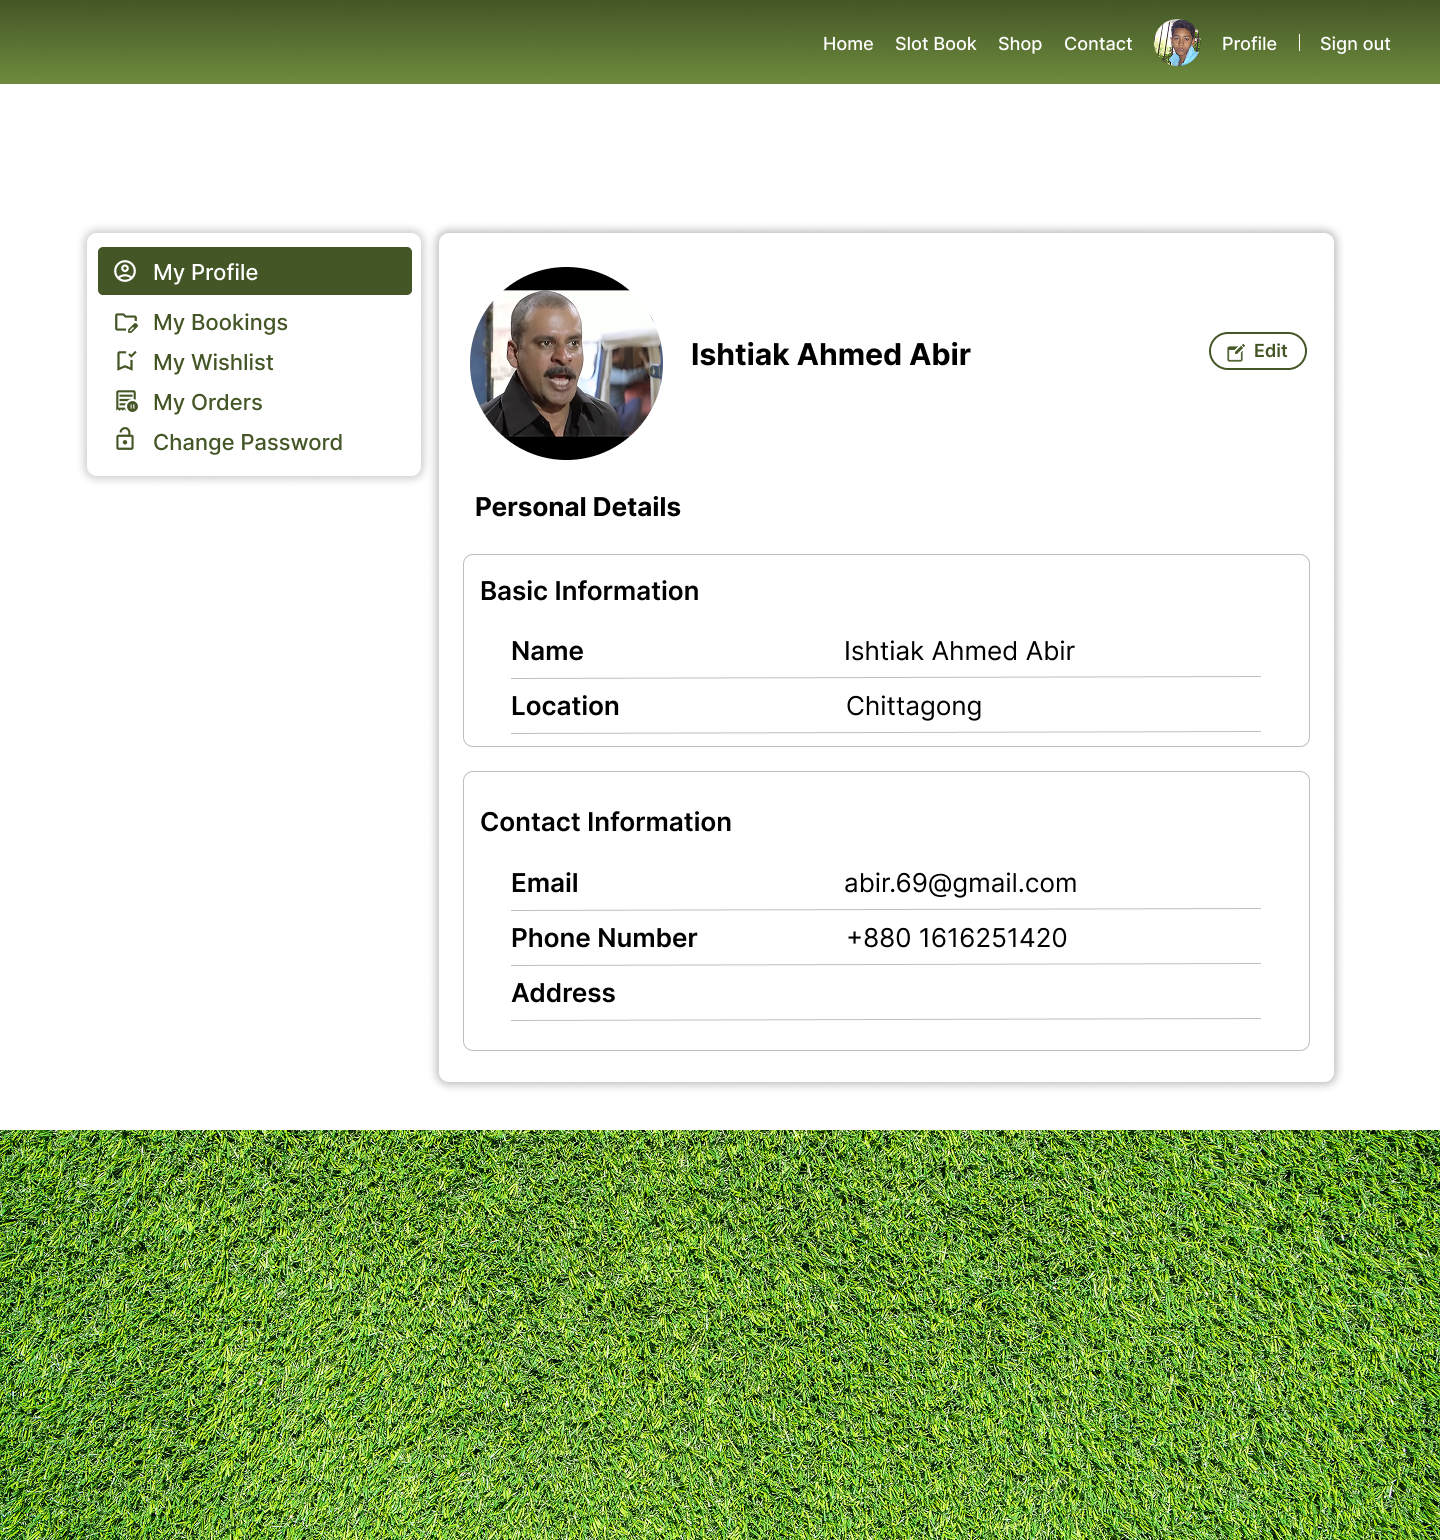 Home Slot Book Shop Contact Profile | Sign out
My Profile
My Bookings
My Wishlist
My Orders
Change Password
Ishtiak Ahmed Abir
Edit
Personal Details
Basic Information
Name Ishtiak Ahmed Abir
Location Chittagong
Contact Information
Email abir.69@gmail.com
Phone Number +880 1616251420
Address